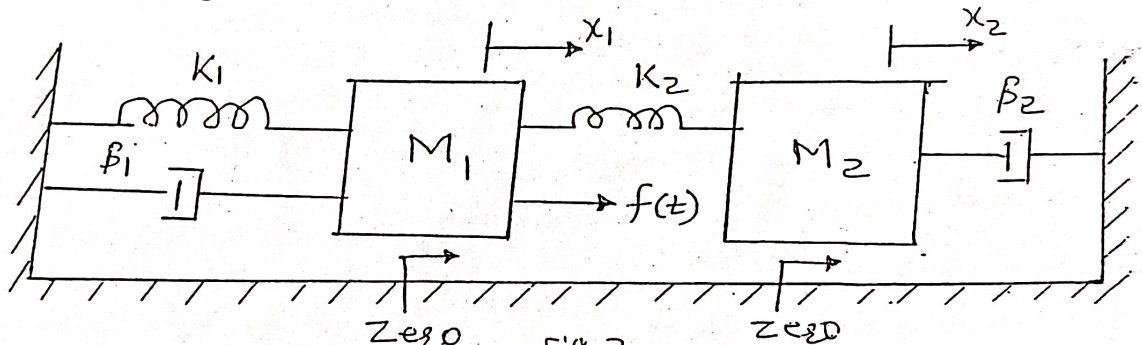 x₁
x₂
K₁
K₂
β₁
β₂
M₁
M₂
f(t)
Zero
Zero